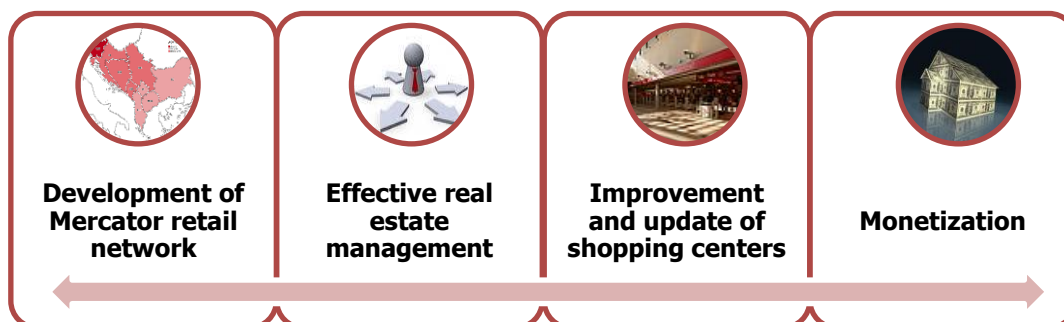 Development of
Mercator retail
network
Effective real
estate
management
Improvement
and update of
shopping centers
Monetization